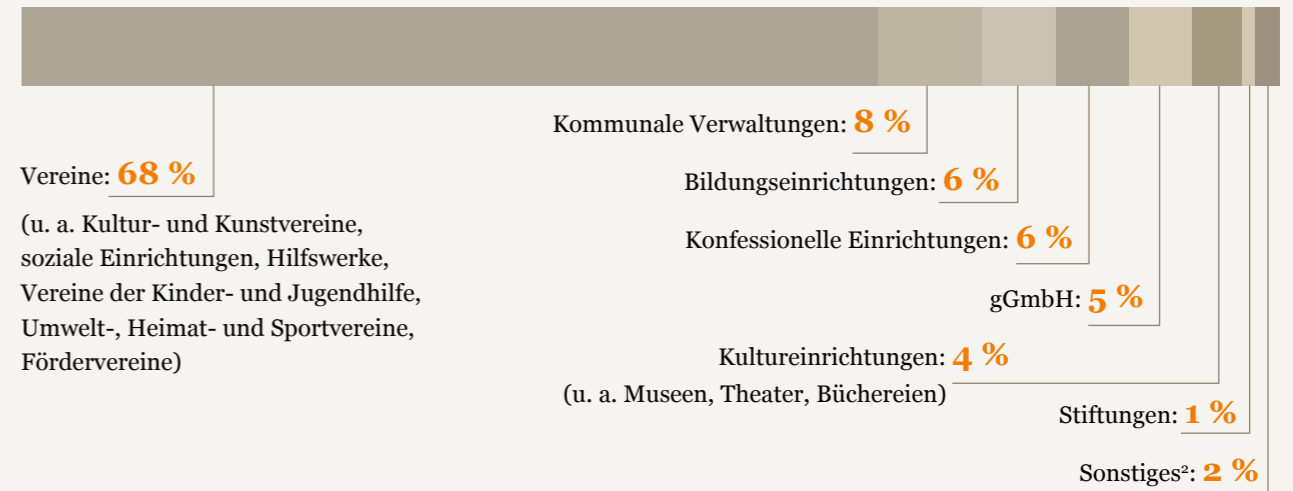 Kommunale Verwaltungen: 8 %
Vereine: 68 %
(u. a. Kultur- und Kunstvereine,
soziale Einrichtungen, Hilfswerke,
Vereine der Kinder- und Jugendhilfe,
Umwelt-, Heimat- und Sportvereine,
Fördervereine)
Bildungseinrichtungen: 6 %
Konfessionelle Einrichtungen: 6 %
gGmbH: 5 %
Kultureinrichtungen: 4 %
(u. a. Museen, Theater, Büchereien)
Stiftungen: 1 %
Sonstiges²: 2 %